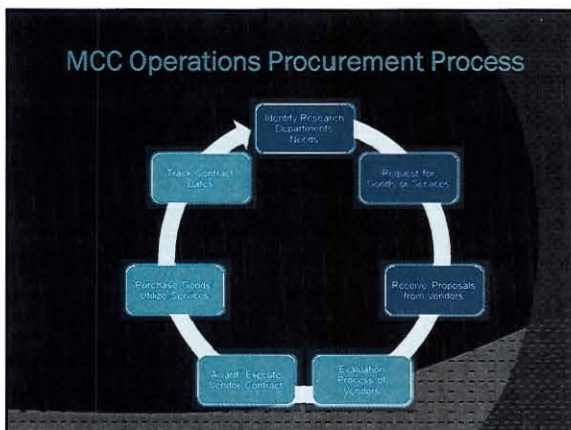 MCC Operations Procurement Process
Identify Research
Departments
Needs
Request for
Goods or Services
Receive Proposals
from Vendors
Evaluation
Process of
Vendors
Award, Execute
Vendor Contract
Purchase Goods,
Utilize Services
Track Contract
Dates